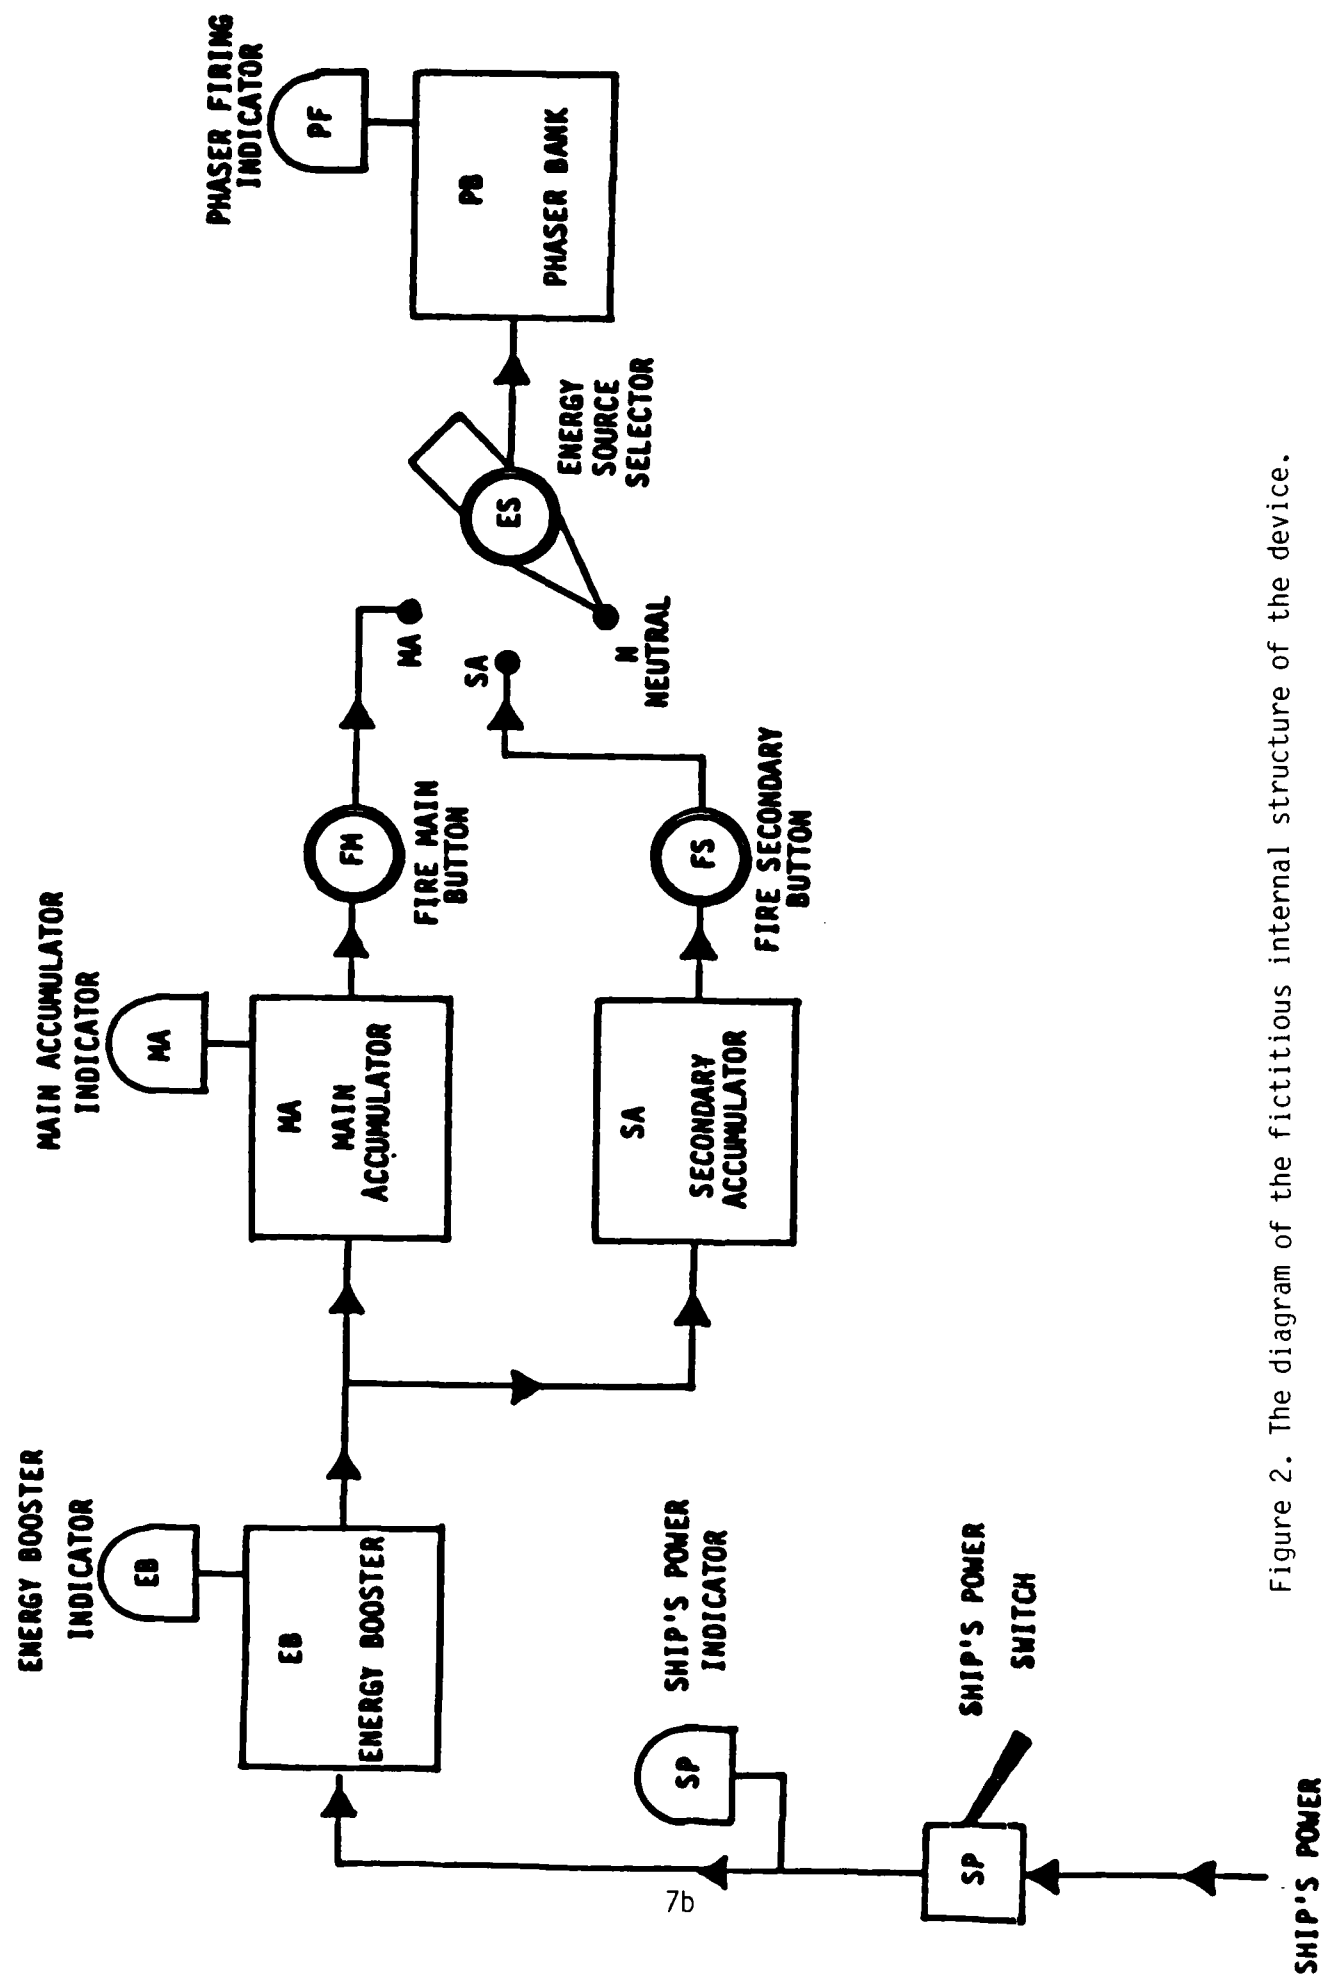 ENERGY BOOSTER
INDICATOR
EB
EB
ENERGY BOOSTER
MAIN ACCUMULATOR
INDICATOR
MA
MA
MAIN
ACCUMULATOR
FM
FIRE MAIN
BUTTON
MA
PHASER FIRING
INDICATOR
PF
PB
PHASER BANK
ES
ENERGY
SOURCE
SELECTOR
SA
N
NEUTRAL
SA
SECONDARY
ACCUMULATOR
FS
FIRE SECONDARY
BUTTON
SHIP'S POWER
INDICATOR
SP
SHIP'S POWER
SWITCH
SP
SHIP'S POWER
Figure 2. The diagram of the fictitious internal structure of the device.
7b